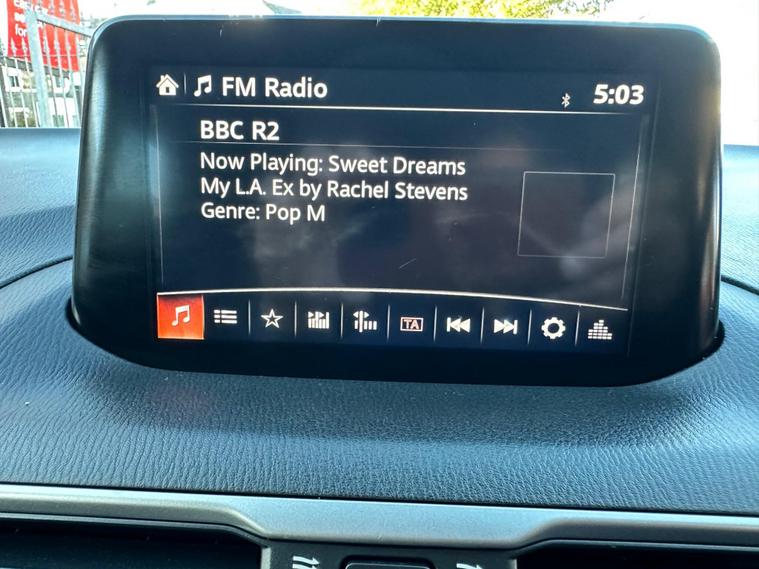 FM Radio
5:03
BBC R2
Now Playing: Sweet Dreams
My L.A. Ex by Rachel Stevens
Genre: Pop M
TA